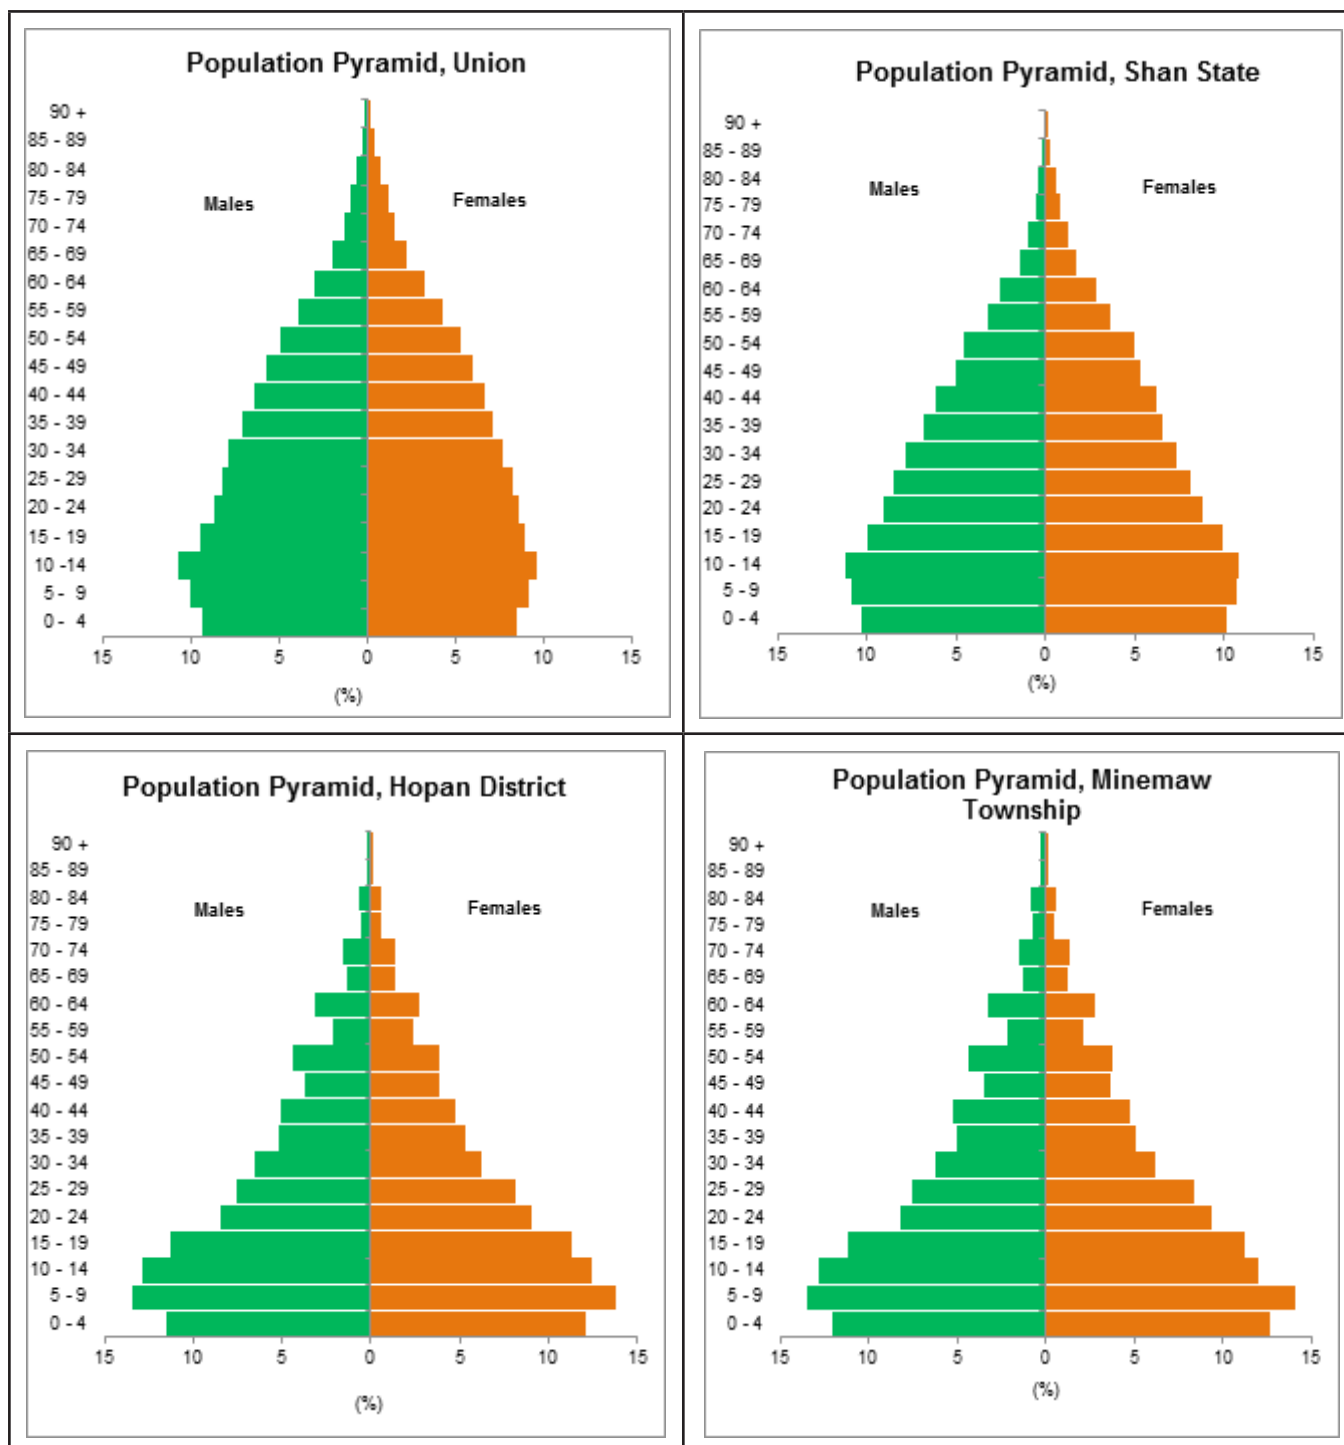 Population Pyramid, Union
90 +
85 - 89
80 - 84
75 - 79
70 - 74
65 - 69
60 - 64
55 - 59
50 - 54
45 - 49
40 - 44
35 - 39
30 - 34
25 - 29
20 - 24
15 - 19
10 -14
5 - 9
0 - 4
Males
Females
15 10 5 0 5 10 15
(%)
Population Pyramid, Shan State
90 +
85 - 89
80 - 84
75 - 79
70 - 74
65 - 69
60 - 64
55 - 59
50 - 54
45 - 49
40 - 44
35 - 39
30 - 34
25 - 29
20 - 24
15 - 19
10 - 14
5 - 9
0 - 4
Males
Females
15 10 5 0 5 10 15
(%)
Population Pyramid, Hopan District
90 +
85 - 89
80 - 84
75 - 79
70 - 74
65 - 69
60 - 64
55 - 59
50 - 54
45 - 49
40 - 44
35 - 39
30 - 34
25 - 29
20 - 24
15 - 19
10 - 14
5 - 9
0 - 4
Males
Females
15 10 5 0 5 10 15
(%)
Population Pyramid, Minemaw
Township
90 +
85 - 89
80 - 84
75 - 79
70 - 74
65 - 69
60 - 64
55 - 59
50 - 54
45 - 49
40 - 44
35 - 39
30 - 34
25 - 29
20 - 24
15 - 19
10 - 14
5 - 9
0 - 4
Males
Females
15 10 5 0 5 10 15
(%)